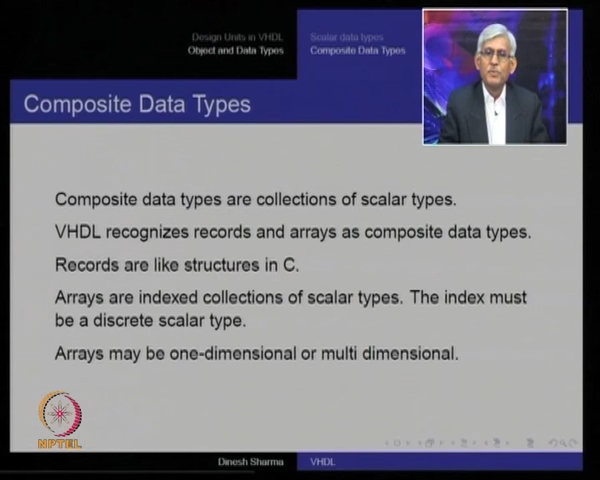 Design Units in VHDL
Object and Data Types
Scalar data types
Composite Data Types
Composite Data Types
Composite data types are collections of scalar types.
VHDL recognizes records and arrays as composite data types.
Records are like structures in C.
Arrays are indexed collections of scalar types. The index must
be a discrete scalar type.
Arrays may be one-dimensional or multi dimensional.
NPTEL
Dinesh Sharma
VHDL